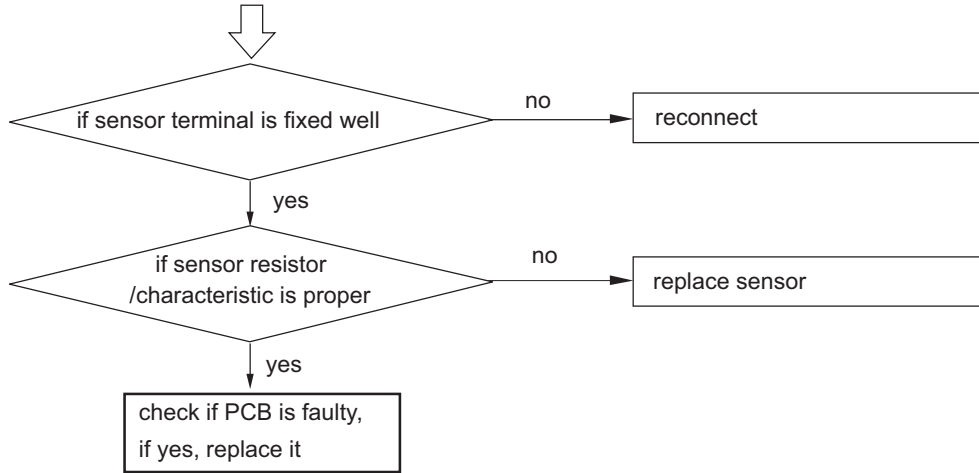 if sensor terminal is fixed well
no
reconnect
yes
if sensor resistor
/characteristic is proper
no
replace sensor
yes
check if PCB is faulty,
if yes, replace it